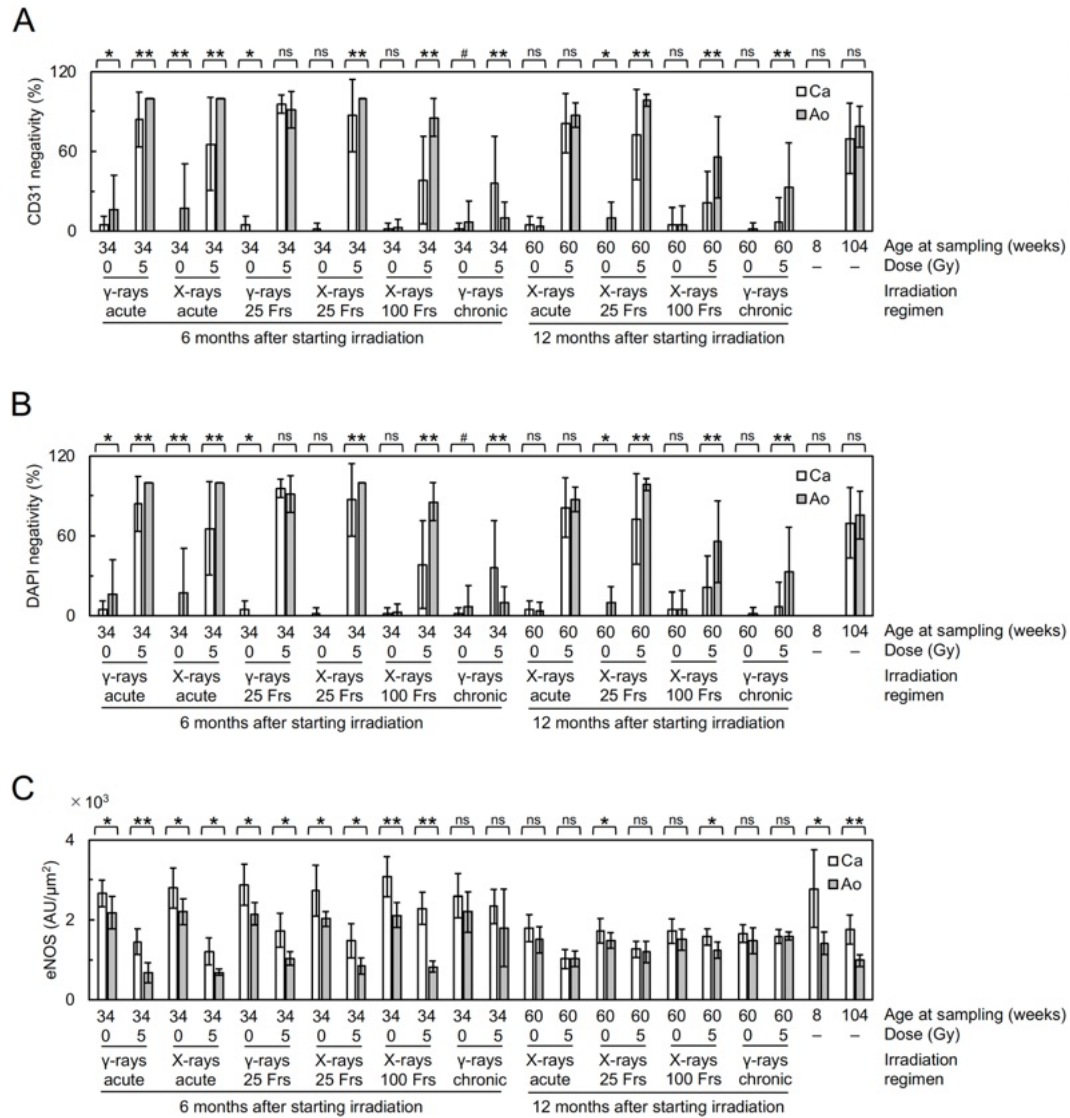 A
* ** ** ** * ns ns ** ns ** # ** ns ns * ** ns ** ns ** ns ns
120
60
0
CD31 negativity (%)
Ca
Ao
34 34 34 34 34 34 34 34 34 34 34 34 60 60 60 60 60 60 60 60 8 104 Age at sampling (weeks)
0 5 0 5 0 5 0 5 0 5 0 5 0 5 0 5 0 5 0 5 – – Dose (Gy)
γ-rays X-rays γ-rays X-rays X-rays γ-rays X-rays X-rays X-rays γ-rays Irradiation
acute acute 25 Frs 25 Frs 100 Frs chronic acute 25 Frs 100 Frs chronic regimen
6 months after starting irradiation 12 months after starting irradiation
B
* ** ** ** * ns ns ** ns ** # ** ns ns * ** ns ** ns ** ns ns
120
60
0
DAPI negativity (%)
Ca
Ao
34 34 34 34 34 34 34 34 34 34 34 34 60 60 60 60 60 60 60 60 8 104 Age at sampling (weeks)
0 5 0 5 0 5 0 5 0 5 0 5 0 5 0 5 0 5 0 5 – – Dose (Gy)
γ-rays X-rays γ-rays X-rays X-rays γ-rays X-rays X-rays X-rays γ-rays Irradiation
acute acute 25 Frs 25 Frs 100 Frs chronic acute 25 Frs 100 Frs chronic regimen
6 months after starting irradiation 12 months after starting irradiation
C
× 10³
* ** * * * * * * ** ** ns ns ns ns * ns ns * ns ns * **
4
2
0
eNOS (AU/μm²)
Ca
Ao
34 34 34 34 34 34 34 34 34 34 34 34 60 60 60 60 60 60 60 60 8 104 Age at sampling (weeks)
0 5 0 5 0 5 0 5 0 5 0 5 0 5 0 5 0 5 0 5 – – Dose (Gy)
γ-rays X-rays γ-rays X-rays X-rays γ-rays X-rays X-rays X-rays γ-rays Irradiation
acute acute 25 Frs 25 Frs 100 Frs chronic acute 25 Frs 100 Frs chronic regimen
6 months after starting irradiation 12 months after starting irradiation